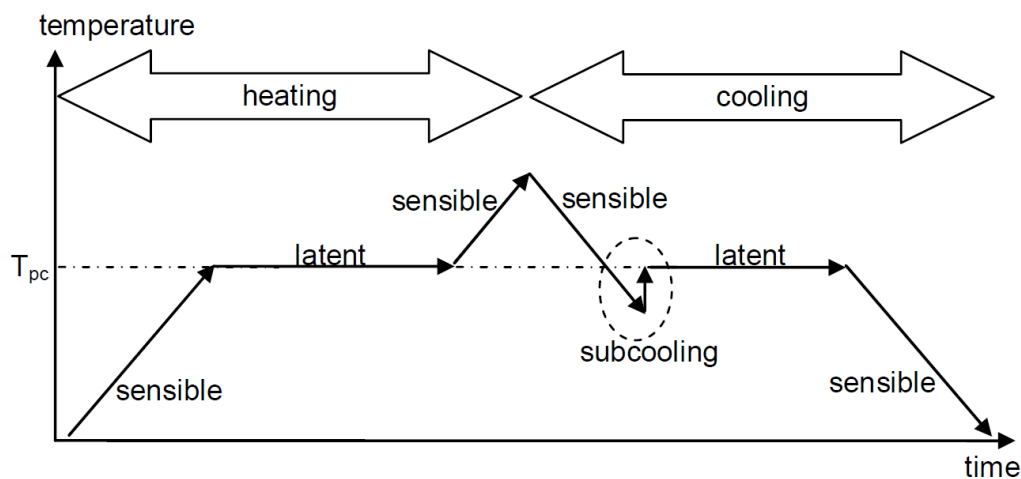 temperature
heating
cooling
sensible
sensible
T_pc
latent
latent
subcooling
sensible
sensible
time